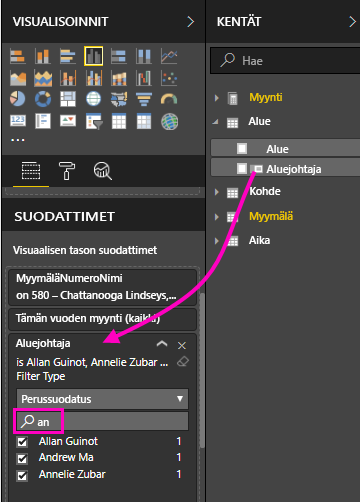 VISUALISOINNIT
SUODATTIMET
Visuaalisen tason suodattimet
MyymäläNumeroNimi
on 580 – Chattanooga Lindseys,...
Tämän vuoden myynti (kaikki)
Aluejohtaja
is Allan Guinot, Annelie Zubar ...
Filter Type
Perussuodatus
an
Allan Guinot 1
Andrew Ma 1
Annelie Zubar 1
KENTÄT
Hae
Myynti
Alue
Alue
Aluejohtaja
Kohde
Myymälä
Aika